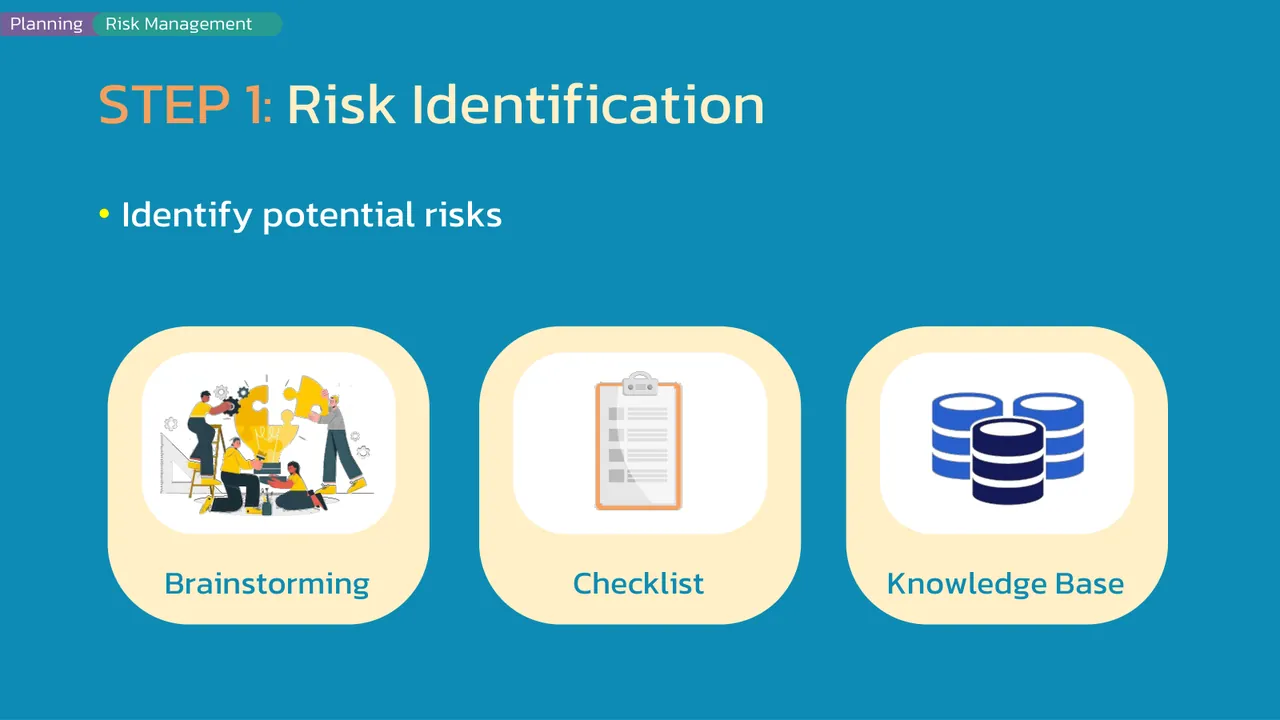 Planning Risk Management
STEP 1: Risk Identification
• Identify potential risks
Brainstorming
Checklist
Knowledge Base